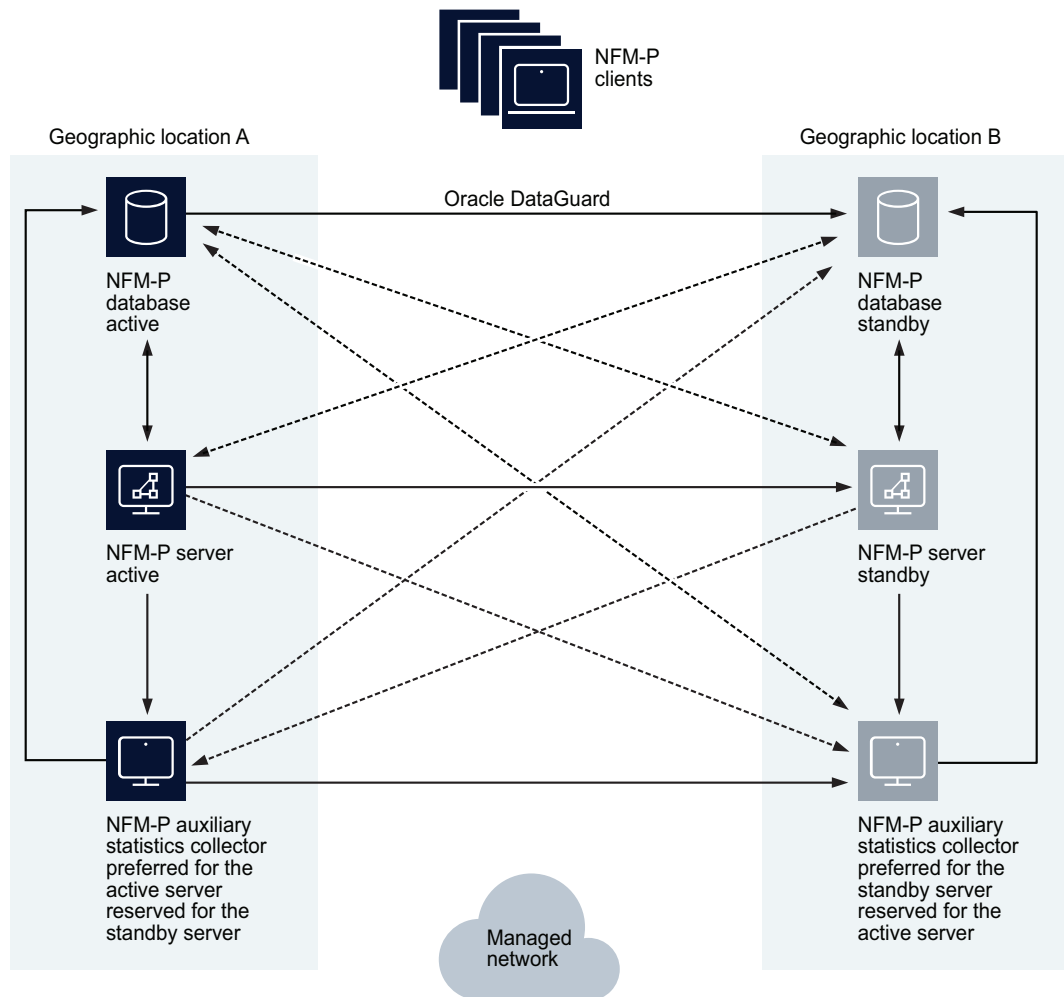 NFM-P
clients
Geographic location A
Geographic location B
Oracle DataGuard
NFM-P
database
active
NFM-P
database
standby
NFM-P server
active
NFM-P server
standby
NFM-P auxiliary
statistics collector
preferred for the
active server
reserved for the
standby server
NFM-P auxiliary
statistics collector
preferred for the
standby server
reserved for the
active server
Managed
network